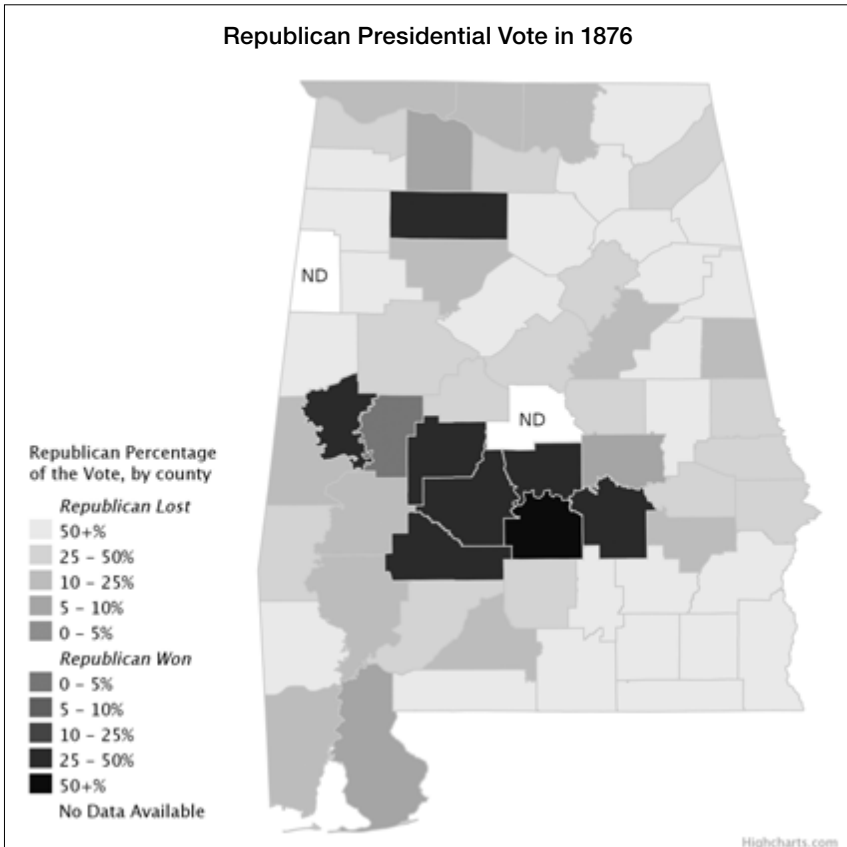 Republican Presidential Vote in 1876
ND
ND
Republican Percentage
of the Vote, by county
Republican Lost
50+%
25 – 50%
10 – 25%
5 – 10%
0 – 5%
Republican Won
0 – 5%
5 – 10%
10 – 25%
25 – 50%
50+%
No Data Available
Highcharts.com